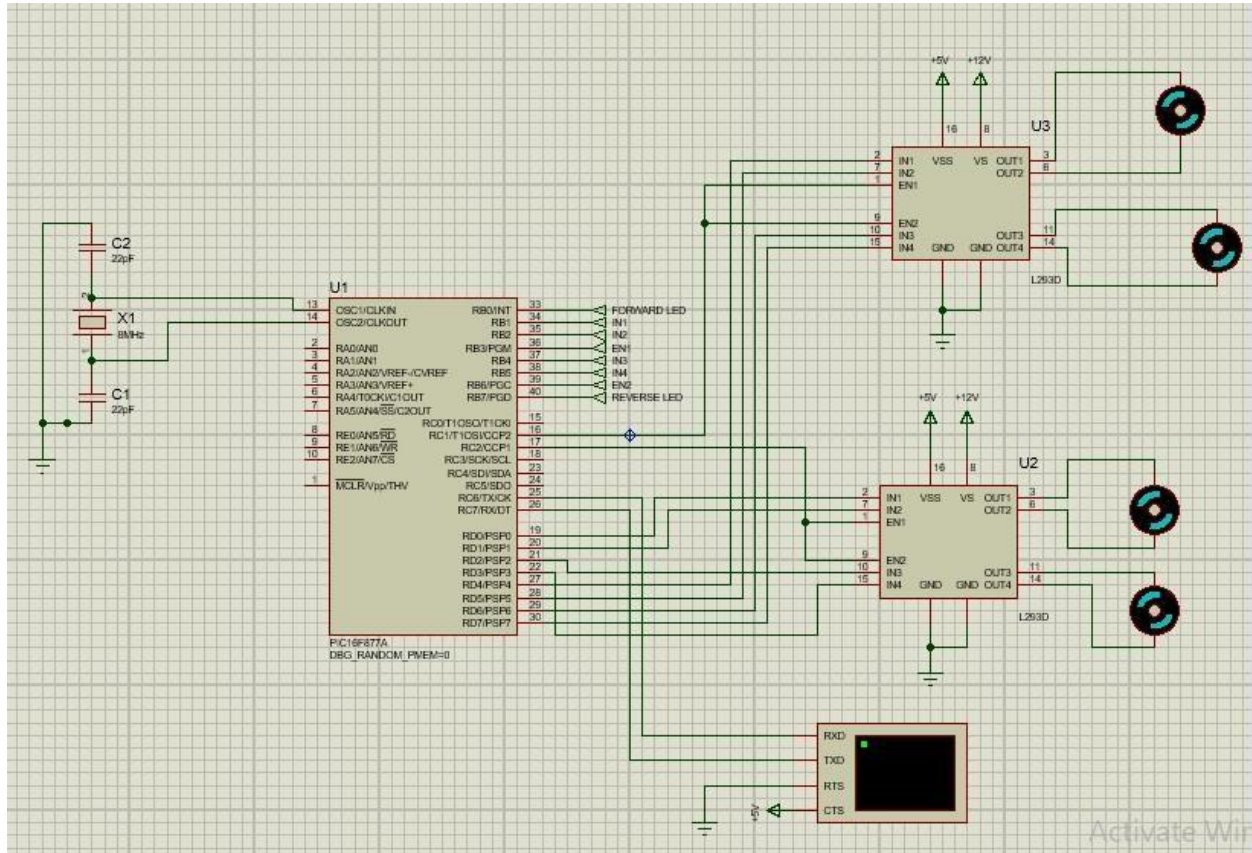 +5V
+12V
16
8
U3
2
IN1
VSS
VS
OUT1
3
7
IN2
OUT2
6
1
EN1
9
EN2
10
IN3
OUT3
11
15
IN4
GND
GND
OUT4
14
L293D
C2
22pF
2
X1
8MHz
1
C1
22pF
U1
13
OSC1/CLKIN
14
OSC2/CLKOUT
2
RA0/AN0
3
RA1/AN1
4
RA2/AN2/VREF-/CVREF
5
RA3/AN3/VREF+
6
RA4/T0CKI/C1OUT
7
RA5/AN4/SS/C2OUT
8
RE0/AN5/RD
9
RE1/AN6/WR
10
RE2/AN7/CS
1
MCLR/Vpp/THV
RB0/INT
33
FORWARD LED
RB1
34
IN1
RB2
35
IN2
RB3/PGM
36
EN1
RB4
37
IN3
RB5
38
IN4
RB6/PGC
39
EN2
RB7/PGD
40
REVERSE LED
RC0/T1OSO/T1CKI
15
RC1/T1OSI/CCP2
16
RC2/CCP1
17
RC3/SCK/SCL
18
RC4/SDI/SDA
23
RC5/SDO
24
RC6/TX/CK
25
RC7/RX/DT
26
RD0/PSP0
19
RD1/PSP1
20
RD2/PSP2
21
RD3/PSP3
22
RD4/PSP4
27
RD5/PSP5
28
RD6/PSP6
29
RD7/PSP7
30
PIC16F877A
DBG_RANDOM_PMEM=0
+5V
+12V
16
8
U2
2
IN1
VSS
VS
OUT1
3
7
IN2
OUT2
6
1
EN1
9
EN2
10
IN3
OUT3
11
15
IN4
GND
GND
OUT4
14
L293D
RXD
TXD
RTS
+5V
CTS
Activate Wir